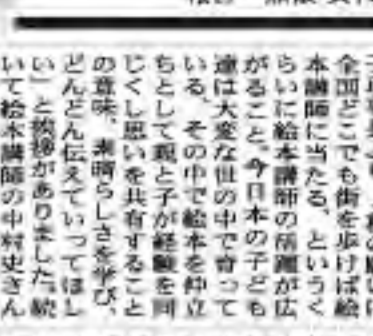 全国どこでも街を歩けば絵
本講師に当たる、というく
らいに絵本講師の活躍が広
がること。今日本の子ども
達は大変な世の中で育って
いる。その中で絵本を仲立
ちとして親と子が経験を同
じくし思いを共有すること
の意味、素晴らしさを学び、
どんどん伝えていってほし
い」と挨拶がありました。続
いて絵本講師の中村史さん